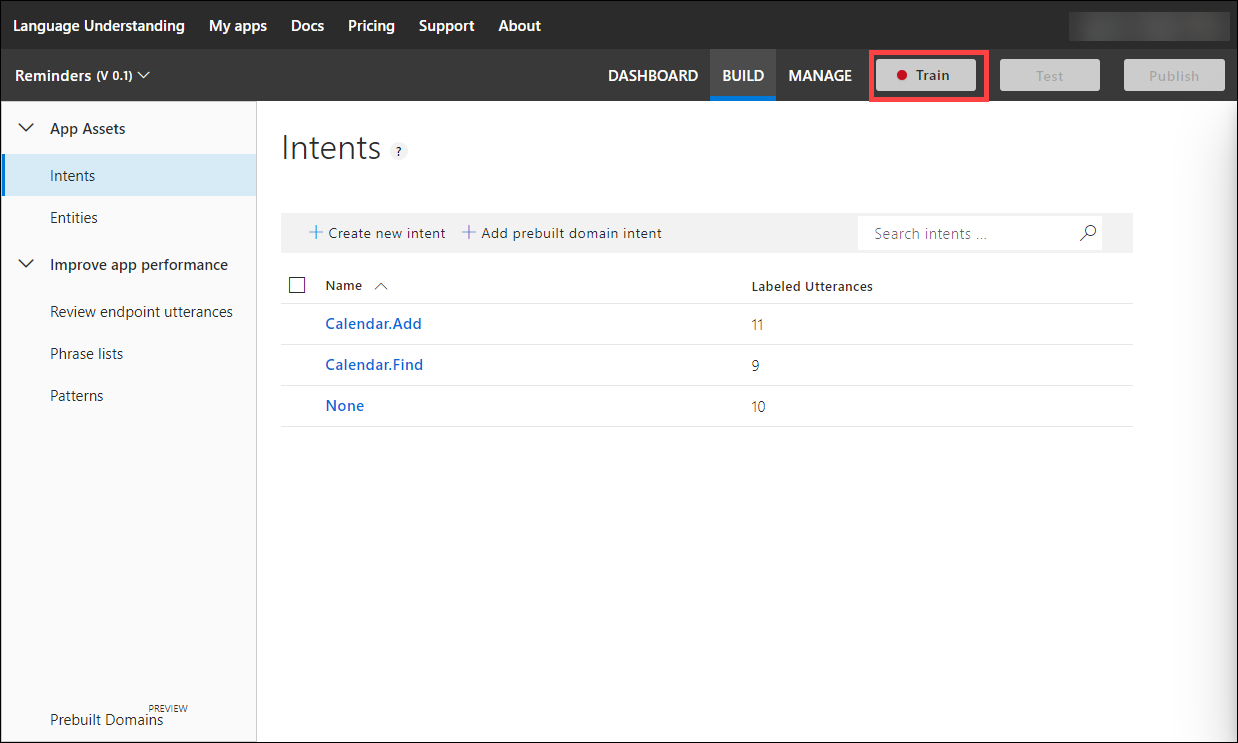 Language Understanding My apps Docs Pricing Support About
Reminders (V 0.1) DASHBOARD BUILD MANAGE Train Test Publish
App Assets
Intents
Entities
Improve app performance
Review endpoint utterances
Phrase lists
Patterns
PREVIEW
Prebuilt Domains
Intents ?
Create new intent Add prebuilt domain intent Search intents ...
Name Labeled Utterances
Calendar.Add 11
Calendar.Find 9
None 10